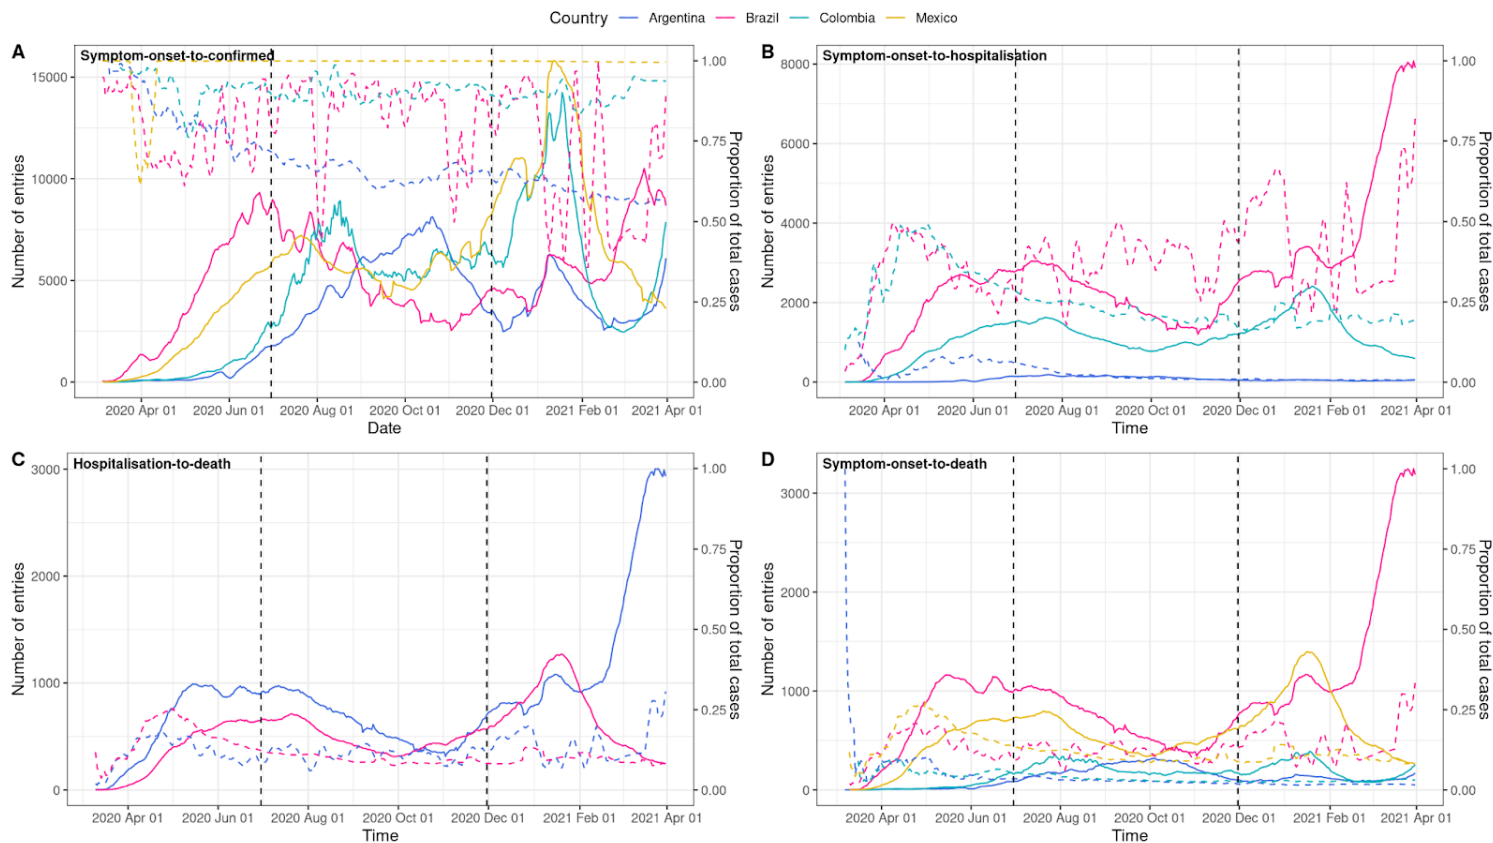 Country Argentina Brazil Colombia Mexico
A
Symptom-onset-to-confirmed
Number of entries
15000
10000
5000
0
1.00
0.75
0.50
0.25
0.00
Proportion of total cases
2020 Apr 01 2020 Jun 01 2020 Aug 01 2020 Oct 01 2020 Dec 01 2021 Feb 01 2021 Apr 01
Date
B
Symptom-onset-to-hospitalisation
Number of entries
8000
6000
4000
2000
0
1.00
0.75
0.50
0.25
0.00
Proportion of total cases
2020 Apr 01 2020 Jun 01 2020 Aug 01 2020 Oct 01 2020 Dec 01 2021 Feb 01 2021 Apr 01
Time
C
Hospitalisation-to-death
Number of entries
3000
2000
1000
0
1.00
0.75
0.50
0.25
0.00
Proportion of total cases
2020 Apr 01 2020 Jun 01 2020 Aug 01 2020 Oct 01 2020 Dec 01 2021 Feb 01 2021 Apr 01
Time
D
Symptom-onset-to-death
Number of entries
3000
2000
1000
0
1.00
0.75
0.50
0.25
0.00
Proportion of total cases
2020 Apr 01 2020 Jun 01 2020 Aug 01 2020 Oct 01 2020 Dec 01 2021 Feb 01 2021 Apr 01
Time